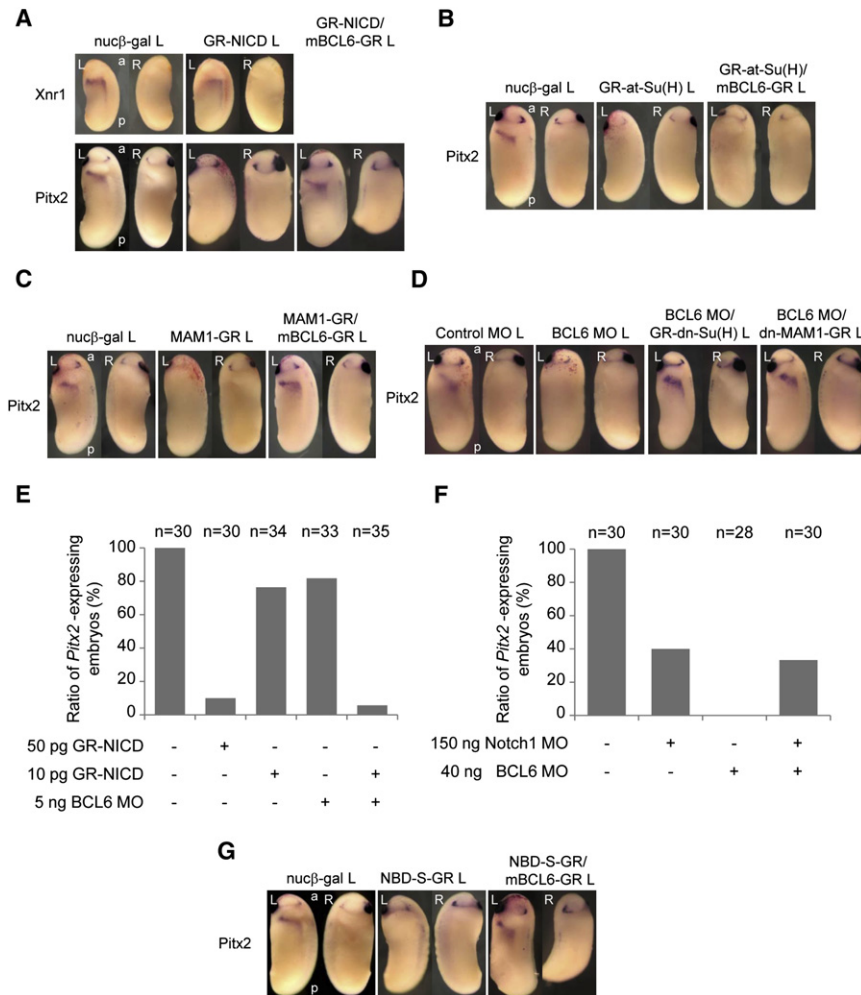 A
nucβ-gal L
GR-NICD L
GR-NICD/
mBCL6-GR L
Xnr1
L
a
R
p
L
R
Pitx2
L
a
R
p
L
R
L
R
B
nucβ-gal L
GR-at-Su(H) L
GR-at-Su(H)/
mBCL6-GR L
Pitx2
L
a
R
p
L
R
L
R
C
nucβ-gal L
MAM1-GR L
MAM1-GR/
mBCL6-GR L
Pitx2
L
a
R
p
L
R
L
R
D
Control MO L
BCL6 MO L
BCL6 MO/
GR-dn-Su(H) L
BCL6 MO/
dn-MAM1-GR L
Pitx2
L
a
R
p
L
R
L
R
L
R
E
n=30 n=30 n=34 n=33 n=35
Ratio of Pitx2 -expressing
embryos (%)
100
80
60
40
20
0
50 pg GR-NICD - + - - -
10 pg GR-NICD - - + - +
5 ng BCL6 MO - - - + +
F
n=30 n=30 n=28 n=30
Ratio of Pitx2 -expressing
embryos (%)
100
80
60
40
20
0
150 ng Notch1 MO - + - +
40 ng BCL6 MO - - + +
G
nucβ-gal L
NBD-S-GR L
NBD-S-GR/
mBCL6-GR L
Pitx2
L
a
R
p
L
R
L
R